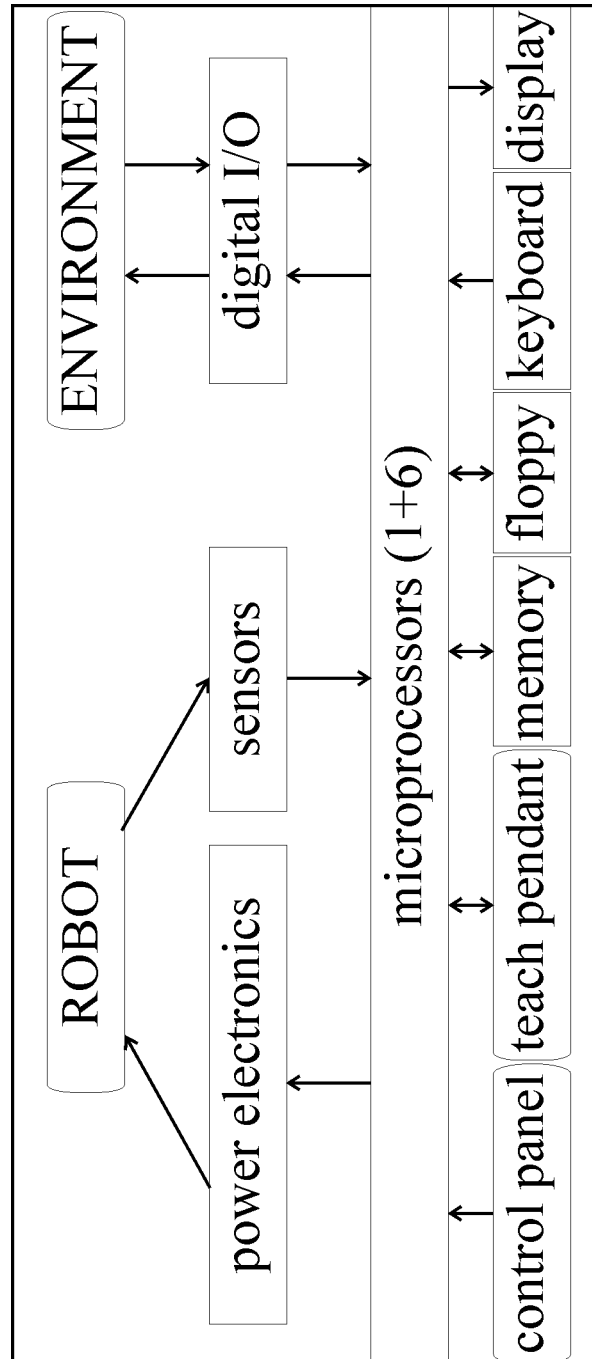 ROBOT
ENVIRONMENT
power electronics
sensors
digital I/O
microprocessors (1+6)
control panel
teach pendant
memory
floppy
keyboard
display